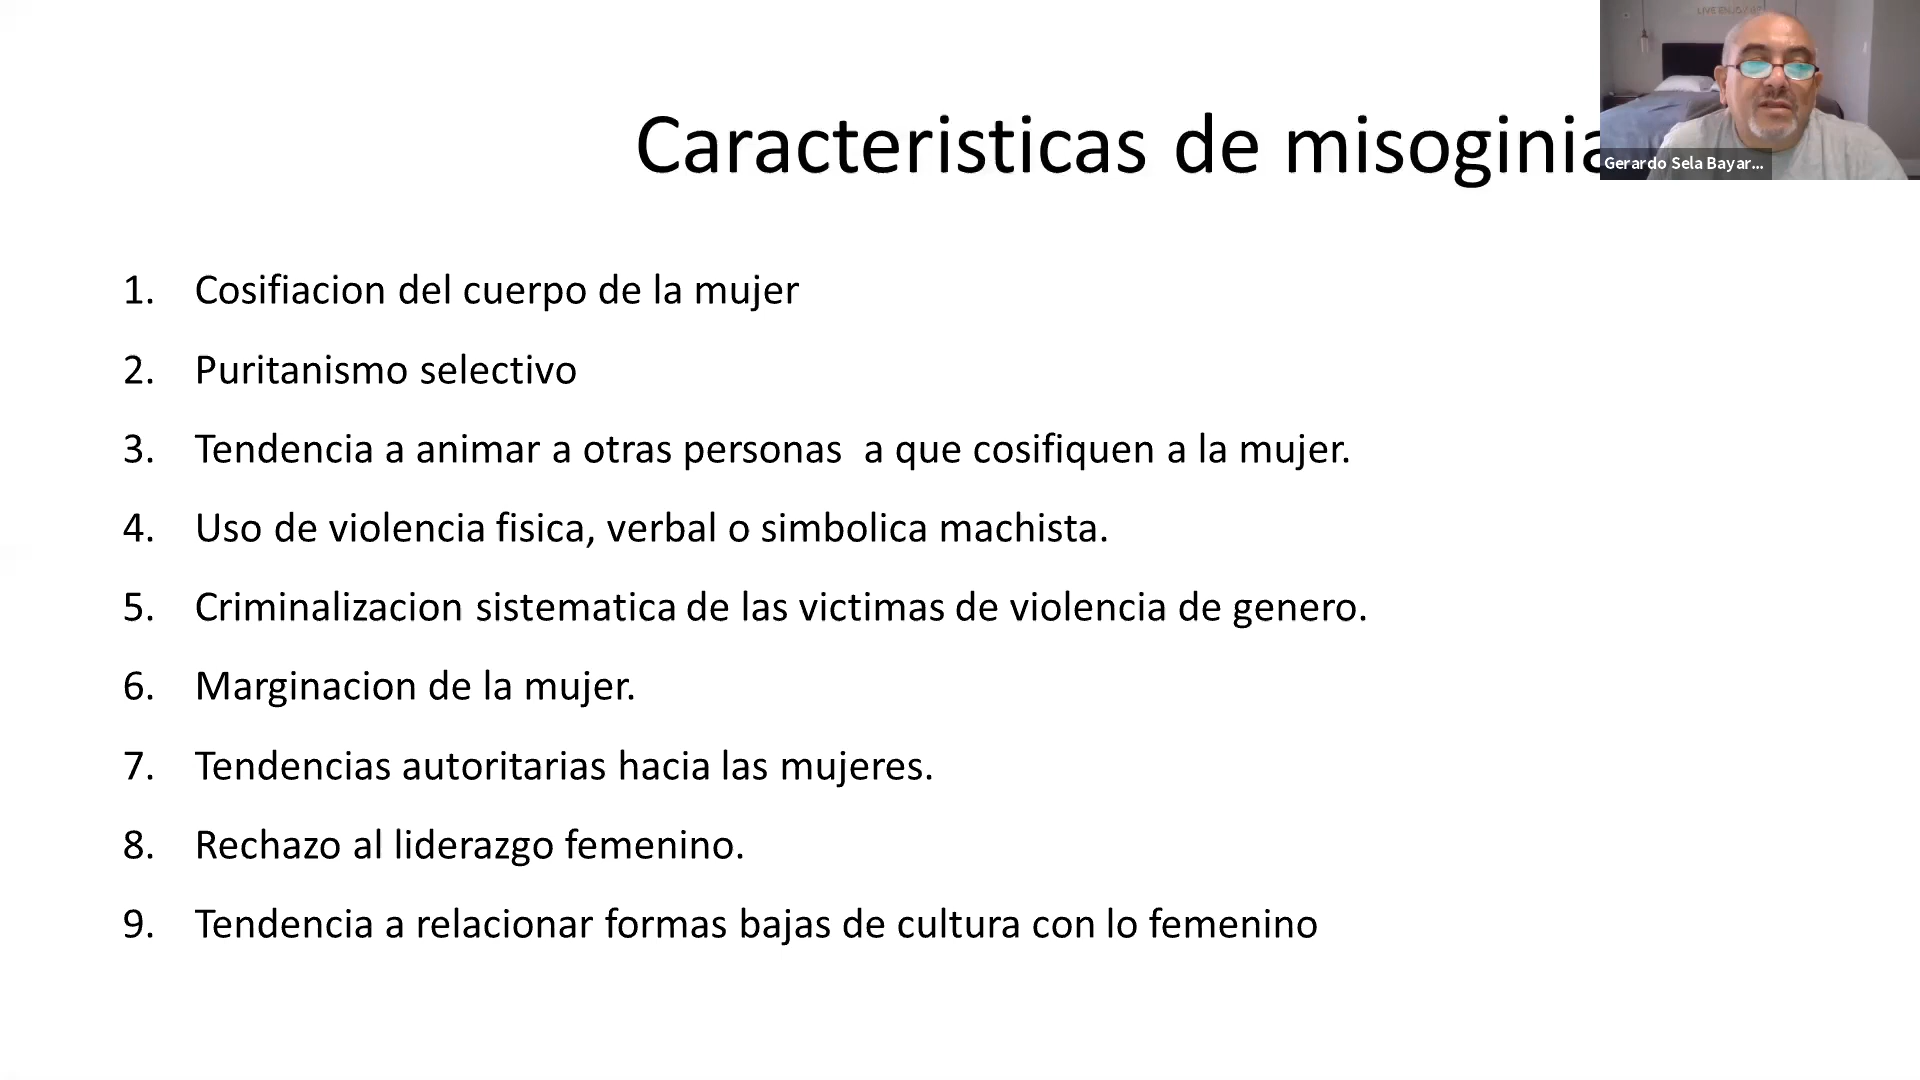 Caracteristicas de misoginia
1. Cosifiacion del cuerpo de la mujer
2. Puritanismo selectivo
3. Tendencia a animar a otras personas a que cosifiquen a la mujer.
4. Uso de violencia fisica, verbal o simbolica machista.
5. Criminalizacion sistematica de las victimas de violencia de genero.
6. Marginacion de la mujer.
7. Tendencias autoritarias hacia las mujeres.
8. Rechazo al liderazgo femenino.
9. Tendencia a relacionar formas bajas de cultura con lo femenino
LIVE ENJOY
Gerardo Sela Bayar...